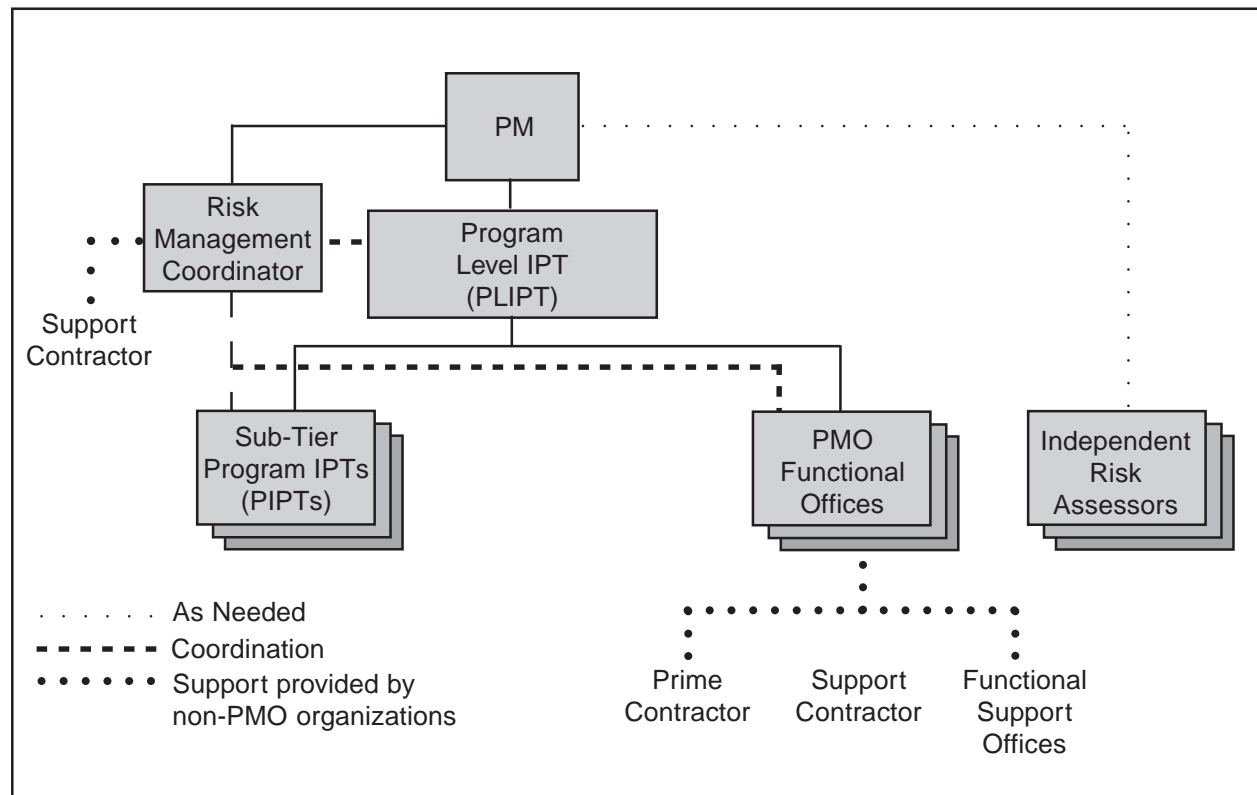 PM
Risk
Management
Coordinator
Program
Level IPT
(PLIPT)
Support
Contractor
Sub-Tier
Program IPTs
(PIPTs)
PMO
Functional
Offices
Independent
Risk
Assessors
As Needed
Coordination
Support provided by
non-PMO organizations
Prime
Contractor
Support
Contractor
Functional
Support
Offices